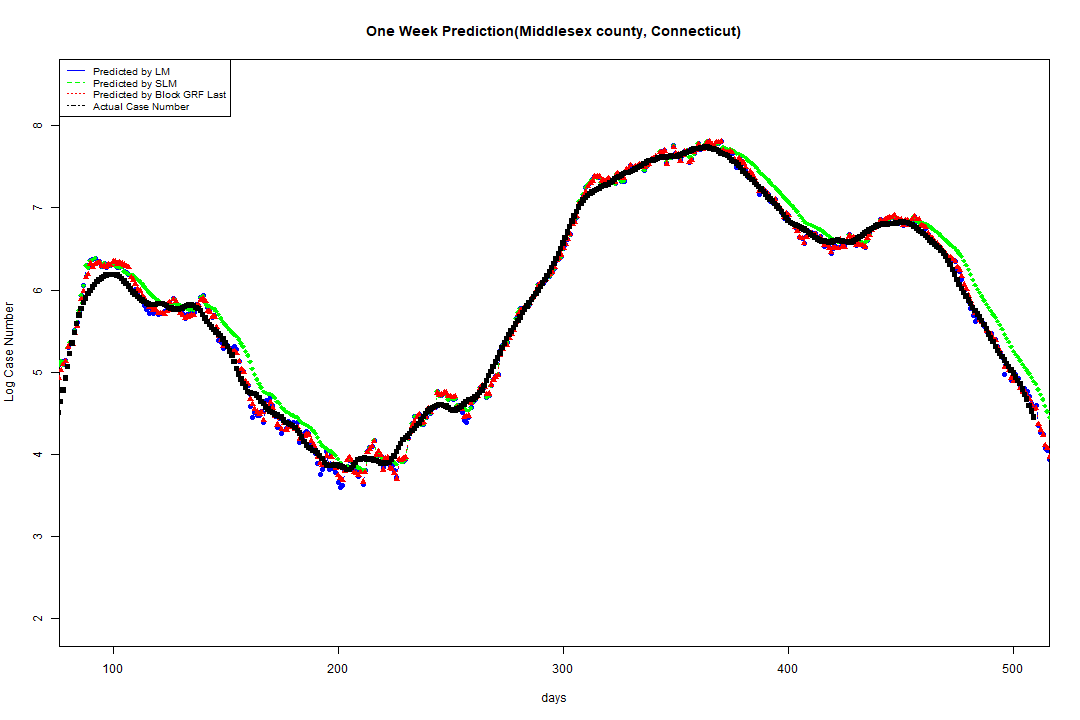 One Week Prediction(Middlesex county, Connecticut)
Predicted by LM
Predicted by SLM
Predicted by Block GRF Last
Actual Case Number
8
7
6
5
4
3
2
Log Case Number
100 200 300 400 500
days